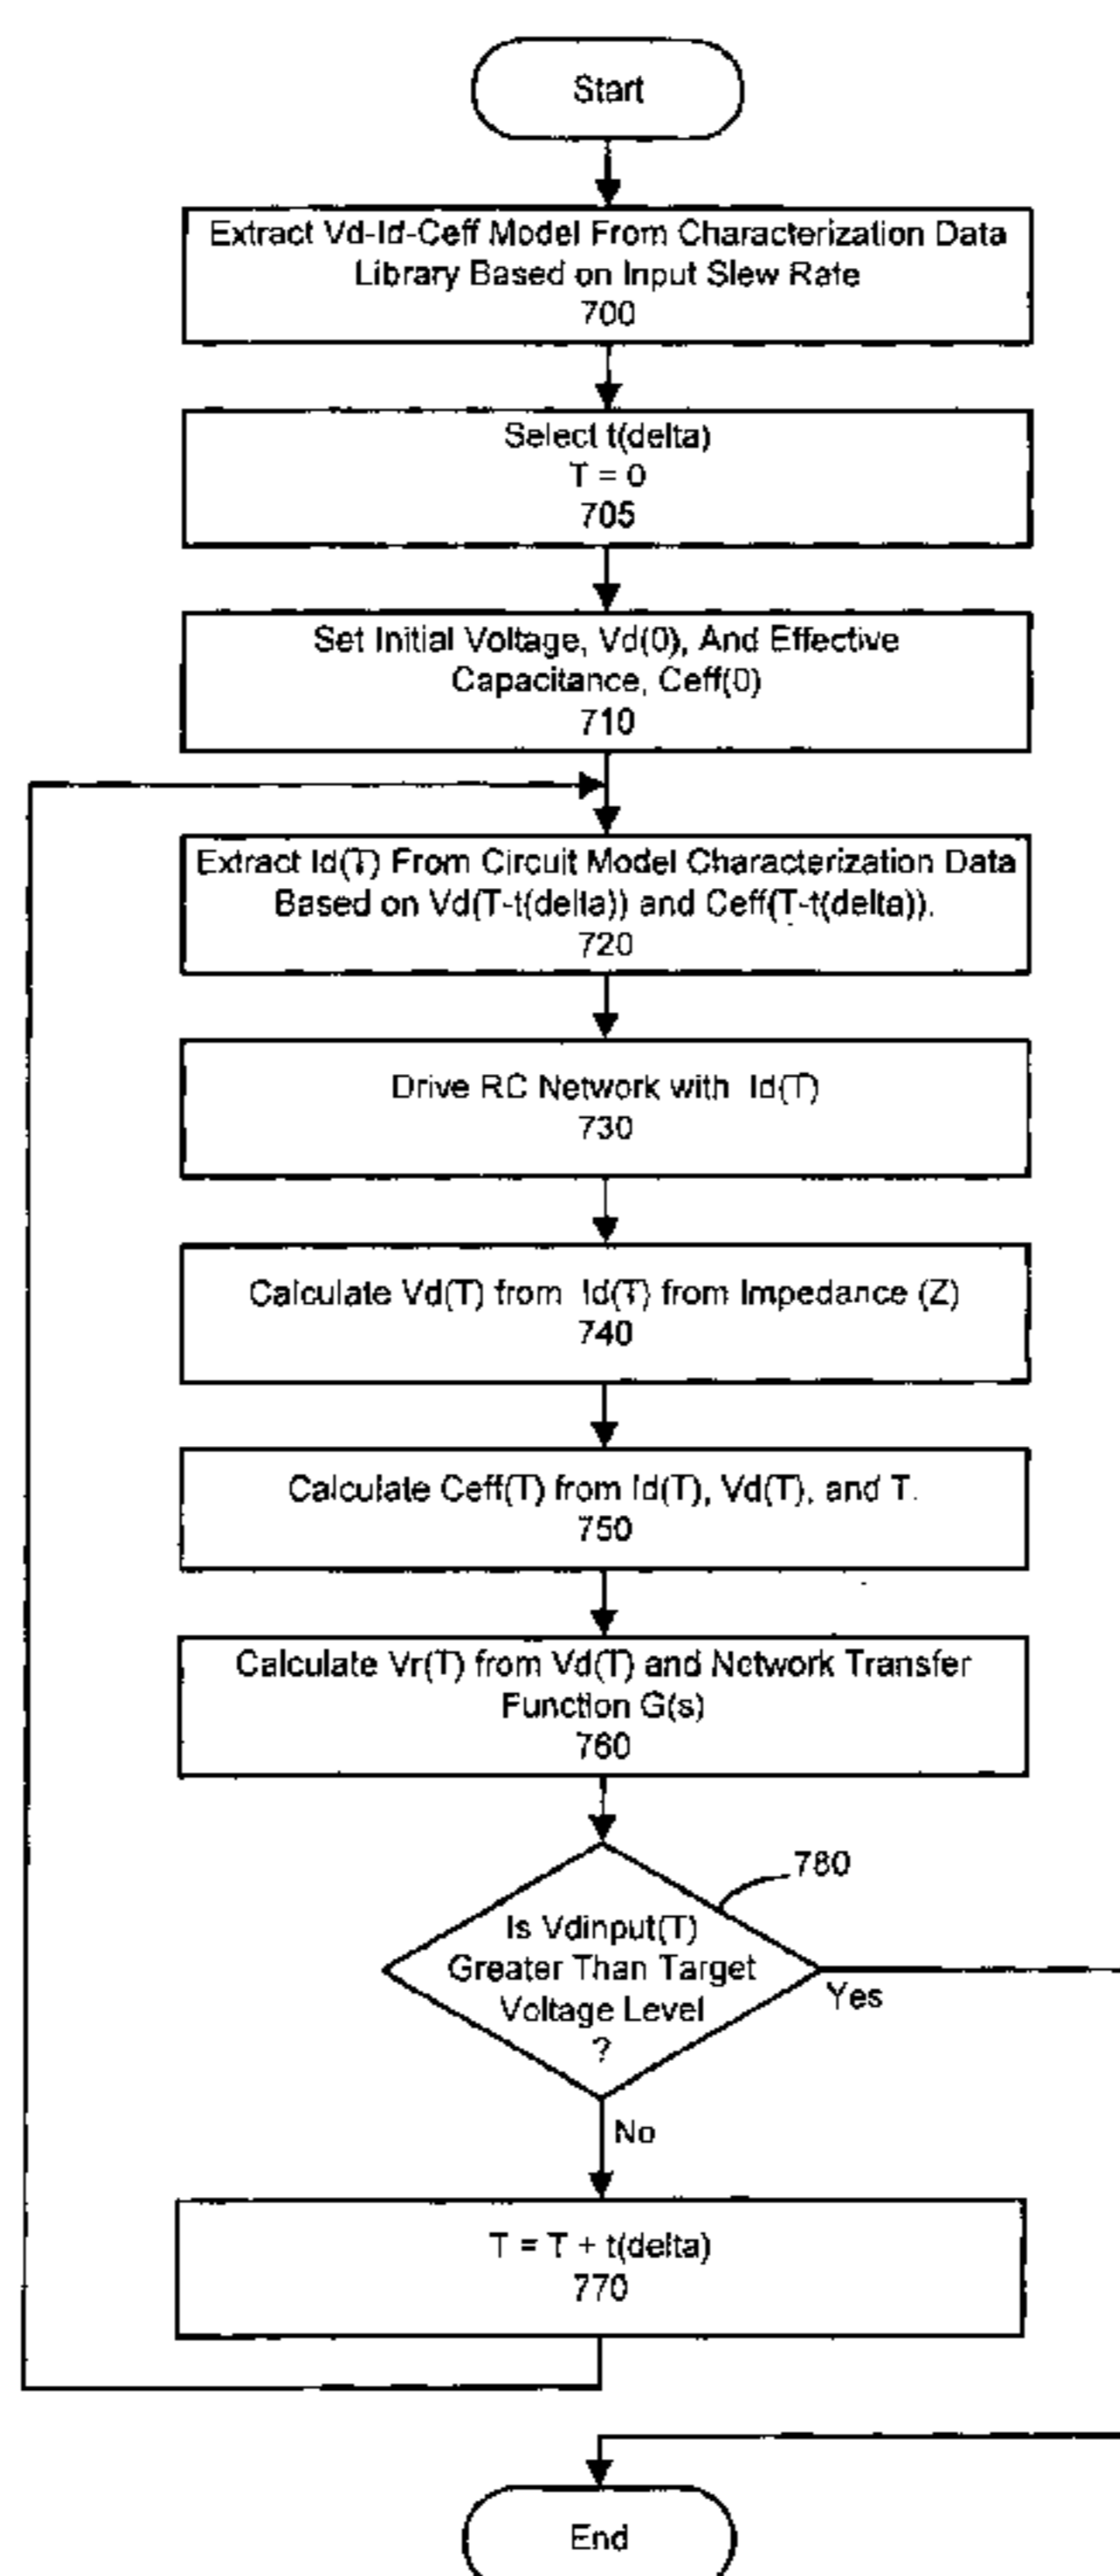 Start
Extract Vd-Id-Ceff Model From Characterization Data
Library Based on Input Slew Rate
700
Select t(delta)
T = 0
705
Set Initial Voltage, Vd(0), And Effective
Capacitance, Ceff(0)
710
Extract Id(T) From Circuit Model Characterization Data
Based on Vd(T-t(delta)) and Ceff(T-t(delta)).
720
Drive RC Network with Id(T)
730
Calculate Vd(T) from Id(T) from Impedance (Z)
740
Calculate Ceff(T) from Id(T), Vd(T), and T.
750
Calculate Vr(T) from Vd(T) and Network Transfer
Function G(s)
760
780
Is Vdinput(T)
Greater Than Target
Voltage Level
?
Yes
No
T = T + t(delta)
770
End